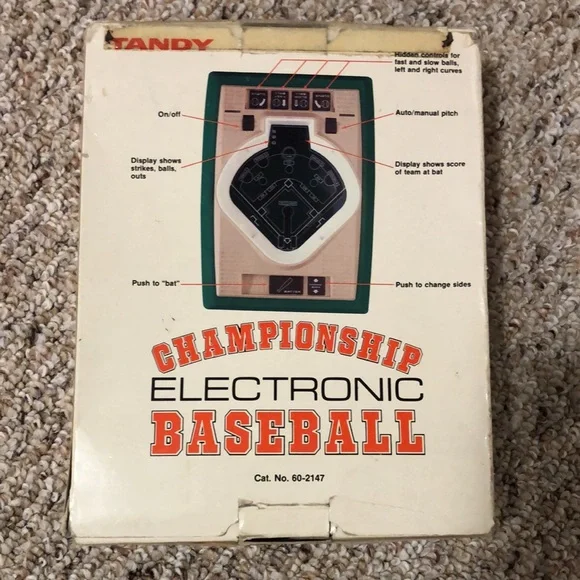 TANDY
Hidden controls for
fast and slow balls,
left and right curves
On/off
Auto/manual pitch
Display shows
strikes, balls,
outs
Display shows score
of team at bat
Push to "bat"
Push to change sides
CHAMPIONSHIP
ELECTRONIC
BASEBALL
Cat. No. 60-2147